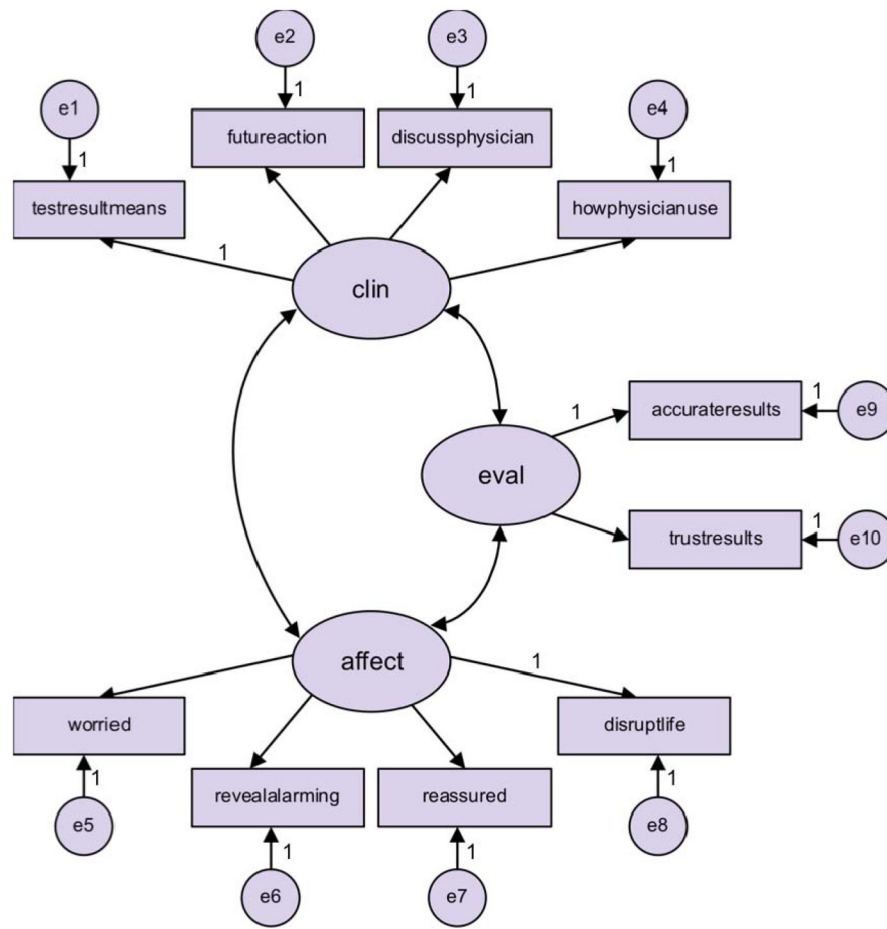 e2
e3
1
1
e1
e4
futureaction
discussphysician
1
1
testresultmeans
howphysicianuse
1
clin
1
1
accurateresults
e9
eval
1
trustresults
e10
affect
1
worried
disruptlife
revealalarming
reassured
1
1
e5
e8
1
1
e6
e7